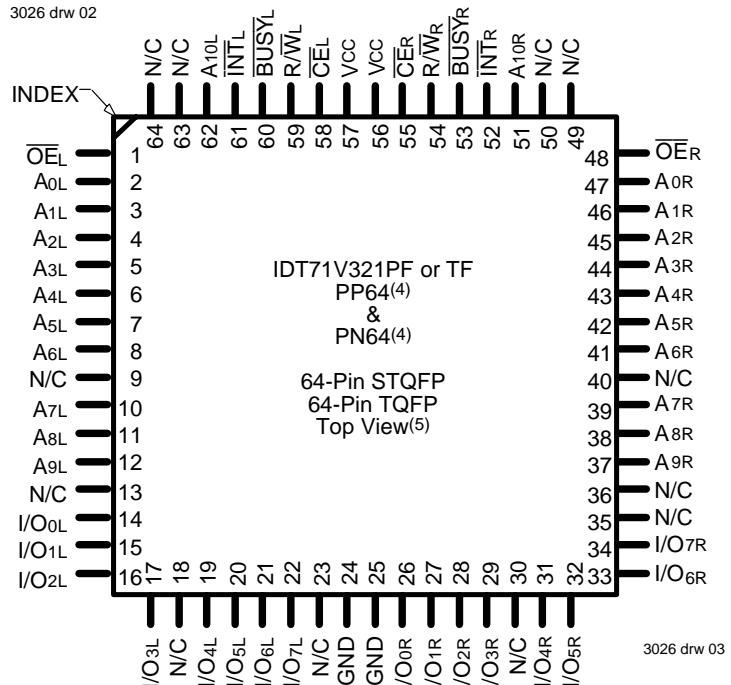 3026 drw 02
INDEX
N/C
N/C
A10L
INTL
BUSYL
R/WL
CEL
VCC
VCC
CER
R/WR
BUSYR
INTR
A10R
N/C
N/C
64 63 62 61 60 59 58 57 56 55 54 53 52 51 50 49
OEL 1 48 OER
A0L 2 47 A0R
A1L 3 46 A1R
A2L 4 45 A2R
A3L 5 44 A3R
A4L 6 43 A4R
A5L 7 42 A5R
A6L 8 41 A6R
N/C 9 40 N/C
A7L 10 39 A7R
A8L 11 38 A8R
A9L 12 37 A9R
N/C 13 36 N/C
I/O0L 14 35 N/C
I/O1L 15 34 I/O7R
I/O2L 16 33 I/O6R
IDT71V321PF or TF
PP64(4)
&
PN64(4)
64-Pin STQFP
64-Pin TQFP
Top View(5)
17 18 19 20 21 22 23 24 25 26 27 28 29 30 31 32
I/O3L
N/C
I/O4L
I/O5L
I/O6L
I/O7L
N/C
GND
GND
I/O0R
I/O1R
I/O2R
I/O3R
N/C
I/O4R
I/O5R
3026 drw 03